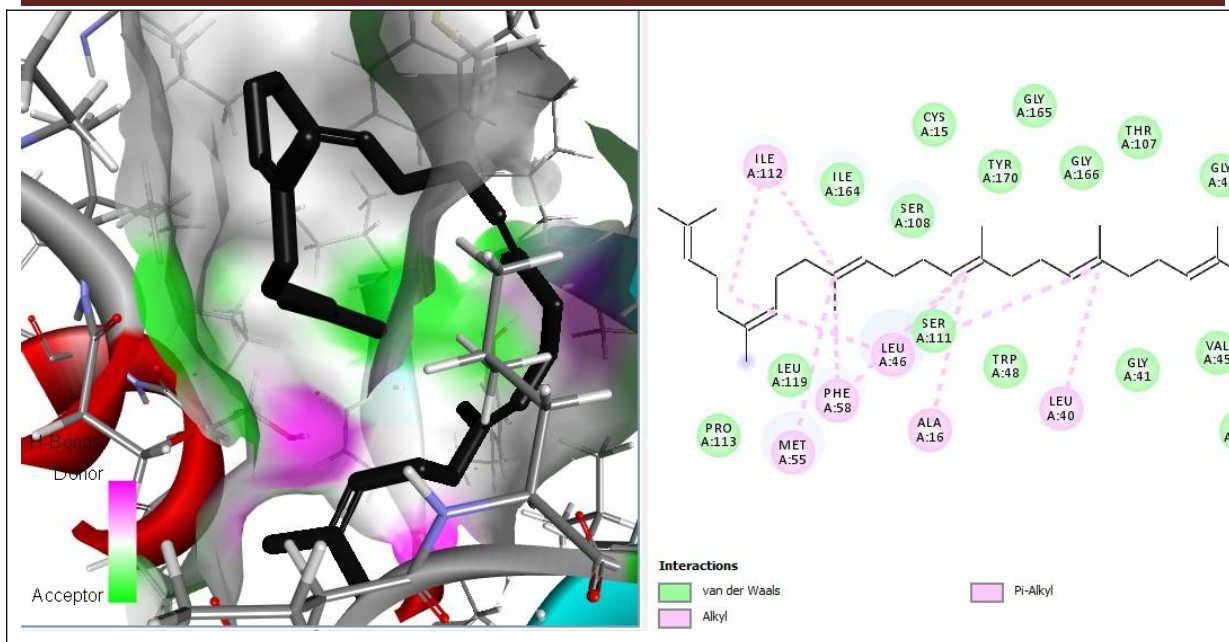 H-Bonds
Donor
Acceptor
ILE
A:112
ILE
A:164
CYS
A:15
SER
A:108
GLY
A:165
TYR
A:170
GLY
A:166
THR
A:107
GLY
LEU
A:119
PRO
A:113
MET
A:55
PHE
A:58
LEU
A:46
SER
A:111
ALA
A:16
TRP
A:48
LEU
A:40
GLY
A:41
VAL
A:45
Interactions
van der Waals
Alkyl
Pi-Alkyl